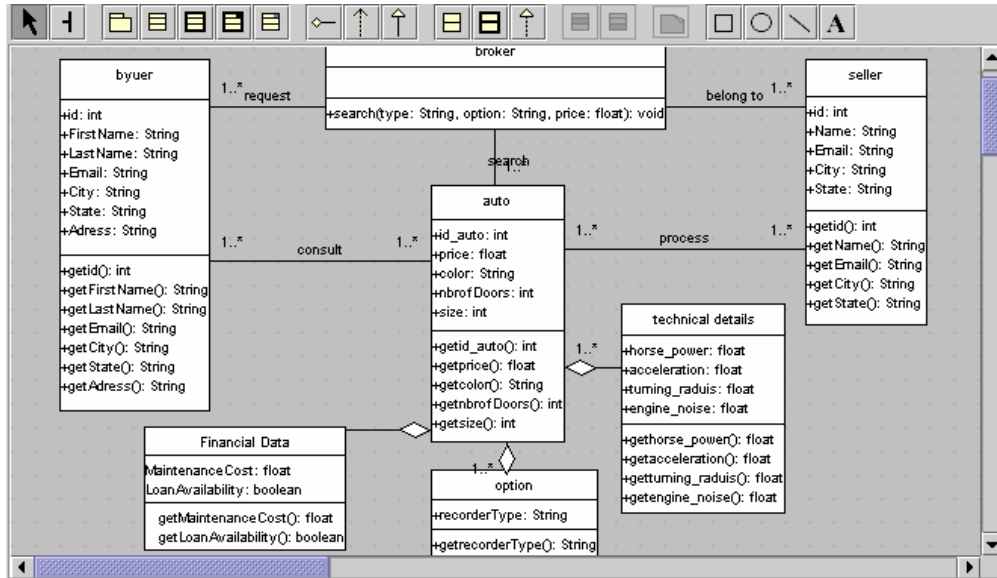 A
broker
+search(type: String, option: String, price: float): void
byuer
+id: int
+FirstName: String
+LastName: String
+Email: String
+City: String
+State: String
+Adress: String
+getid(): int
+getFirstName(): String
+getLastName(): String
+getEmail(): String
+getCity(): String
+getState(): String
+getAdress(): String
1..*
request
belong to
1..*
seller
+id: int
+Name: String
+Email: String
+City: String
+State: String
+getid(): int
+getName(): String
+getEmail(): String
+getCity(): String
+getState(): String
search
1..*
consult
1..*
auto
+id_auto: int
+price: float
+color: String
+nbrofDoors: int
+size: int
+getid_auto(): int
+getprice(): float
+getcolor(): String
+getnbrofDoors(): int
+getsize(): int
1..*
process
1..*
1..*
technical details
+horse_power: float
+acceleration: float
+turning_raduis: float
+engine_noise: float
+gethorse_power(): float
+getacceleration(): float
+getturning_raduis(): float
+getengine_noise(): float
Financial Data
MaintenanceCost: float
LoanAvailability: boolean
getMaintenanceCost(): float
getLoanAvailability(): boolean
1..*
option
+recorderType: String
+getrecorderType(): String